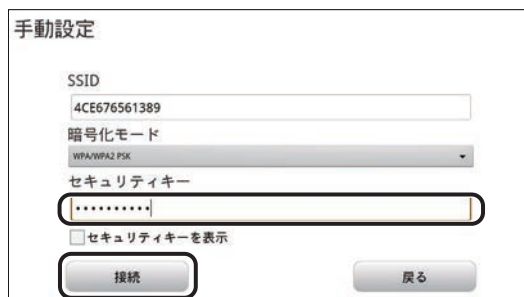 手動設定
SSID
4CE676561389
暗号化モード
WPA/WPA2 PSK
セキュリティキー
••••••••••
セキュリティキーを表示
接続
戻る